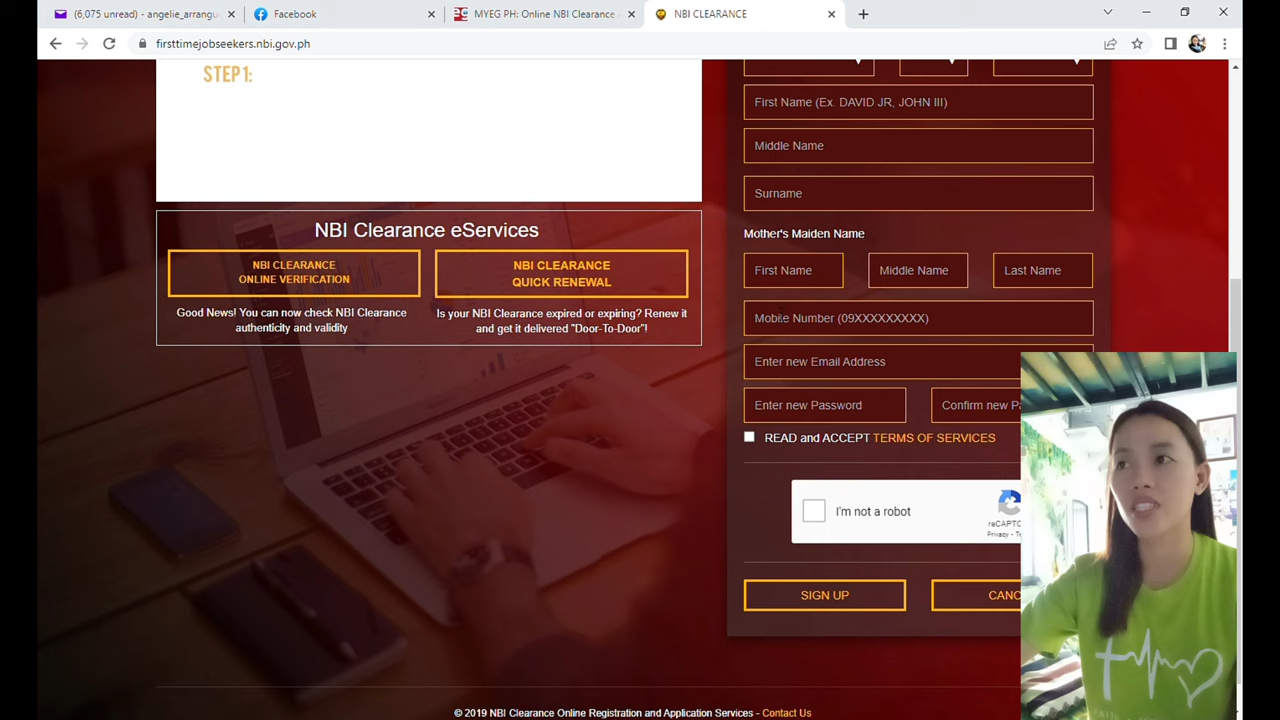 (6,075 unread) - angelie_arrangu
Facebook
MYEG PH: Online NBI Clearance
NBI CLEARANCE
firsttimejobseekers.nbi.gov.ph
STEP 1:
First Name (Ex. DAVID JR, JOHN III)
Middle Name
Surname
Mother's Maiden Name
First Name
Middle Name
Last Name
Mobile Number (09XXXXXXXXX)
Enter new Email Address
Enter new Password
Confirm new Pa
READ and ACCEPT TERMS OF SERVICES
I'm not a robot
reCAPTC
Privacy - Te
SIGN UP
CANC
NBI Clearance eServices
NBI CLEARANCE
ONLINE VERIFICATION
Good News! You can now check NBI Clearance
authenticity and validity
NBI CLEARANCE
QUICK RENEWAL
Is your NBI Clearance expired or expiring? Renew it
and get it delivered "Door-To-Door"!
© 2019 NBI Clearance Online Registration and Application Services - Contact Us